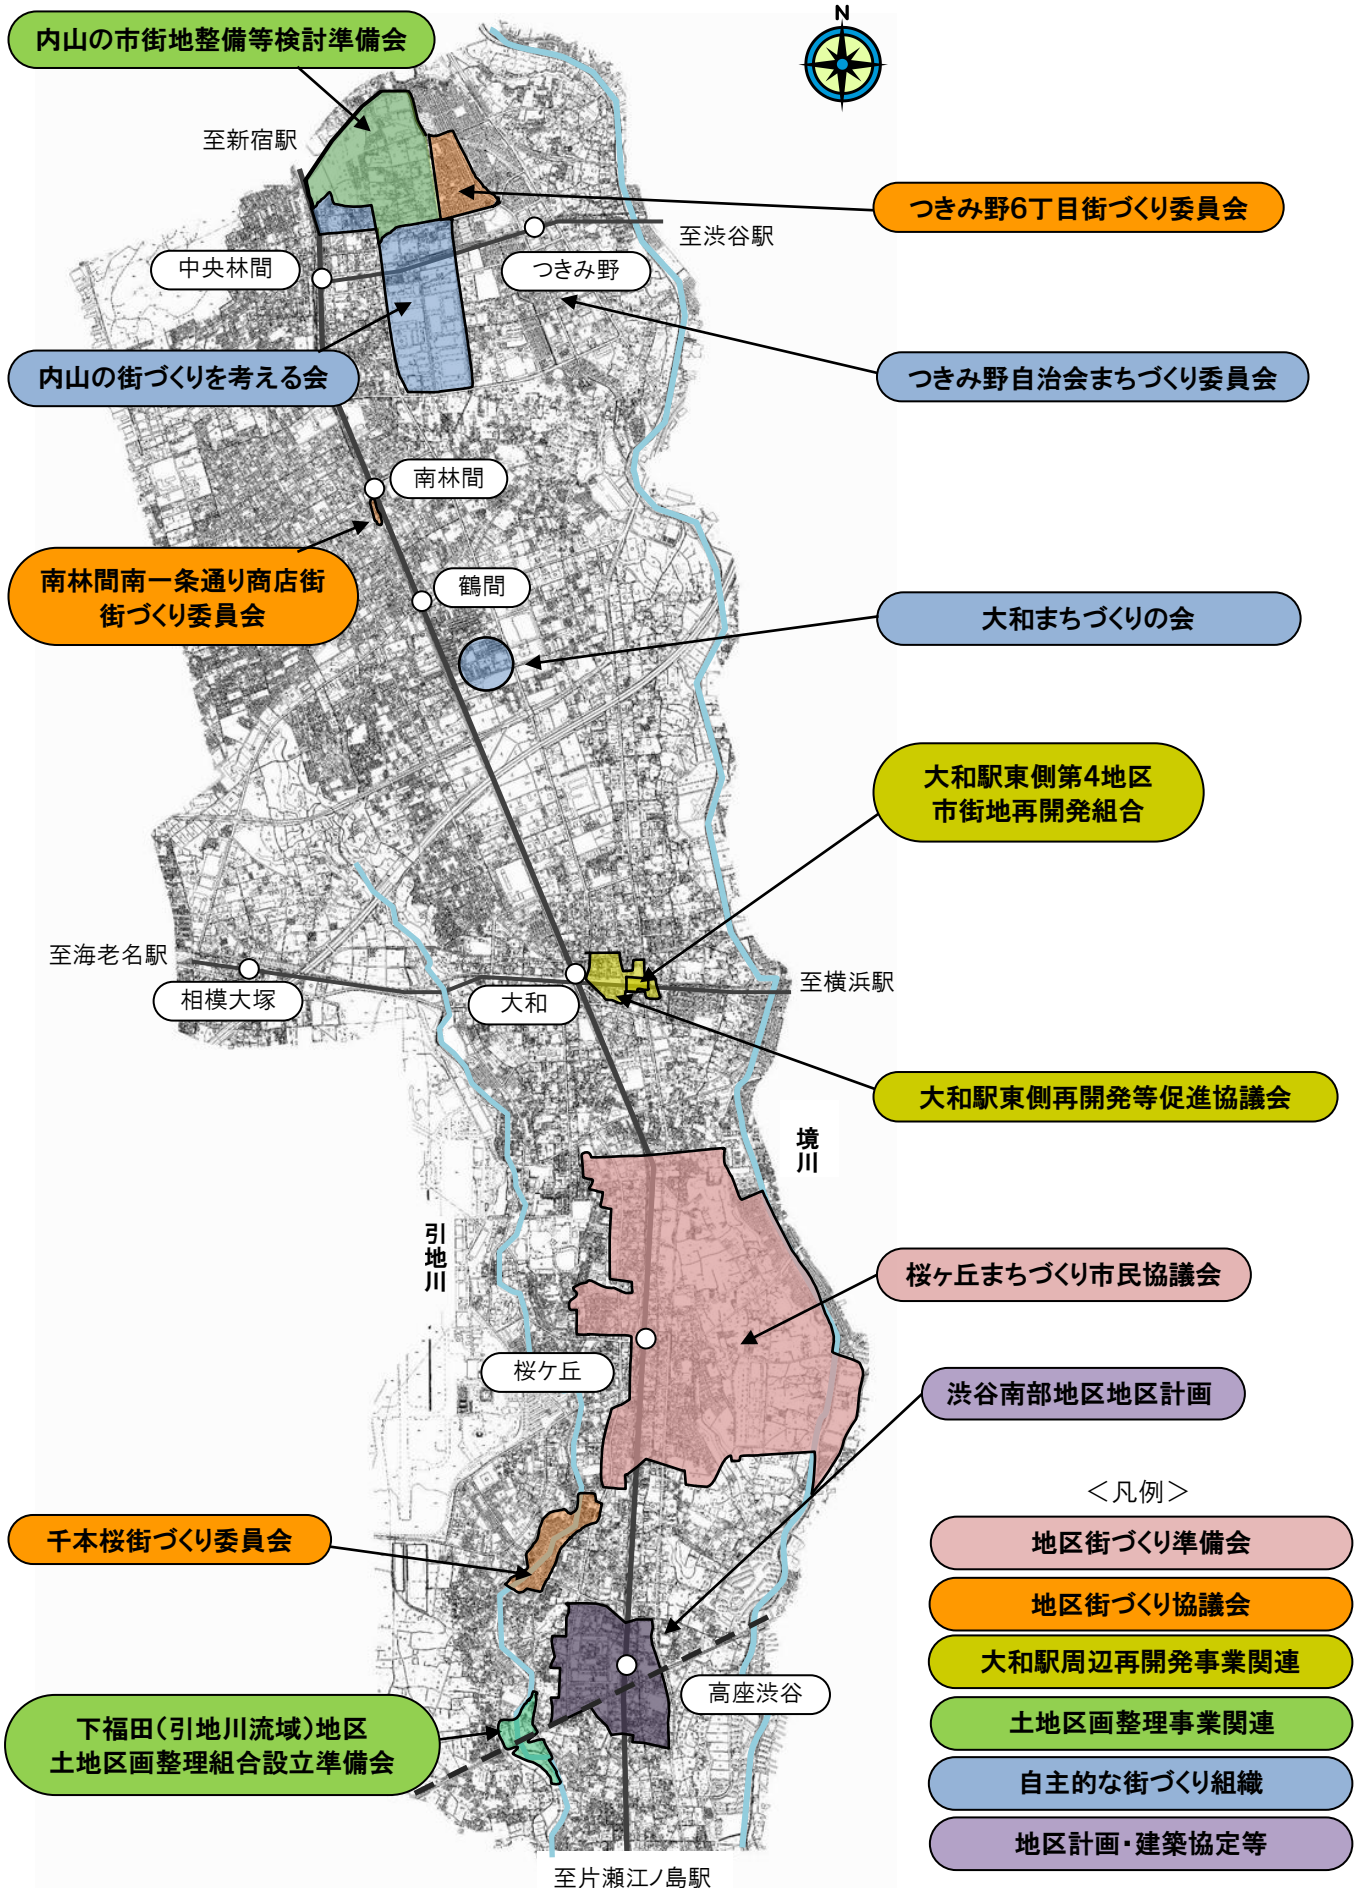 N
内山の市街地整備等検討準備会
至新宿駅
つきみ野6丁目街づくり委員会
至渋谷駅
中央林間
つきみ野
内山の街づくりを考える会
つきみ野自治会まちづくり委員会
南林間
南林間南一条通り商店街
街づくり委員会
鶴間
大和まちづくりの会
大和駅東側第4地区
市街地再開発組合
至海老名駅
相模大塚
大和
至横浜駅
大和駅東側再開発等促進協議会
境川
引地川
桜ヶ丘まちづくり市民協議会
桜ケ丘
渋谷南部地区地区計画
千本桜街づくり委員会
高座渋谷
下福田（引地川流域）地区
土地区画整理組合設立準備会
至片瀬江ノ島駅
＜凡例＞
地区街づくり準備会
地区街づくり協議会
大和駅周辺再開発事業関連
土地区画整理事業関連
自主的な街づくり組織
地区計画・建築協定等